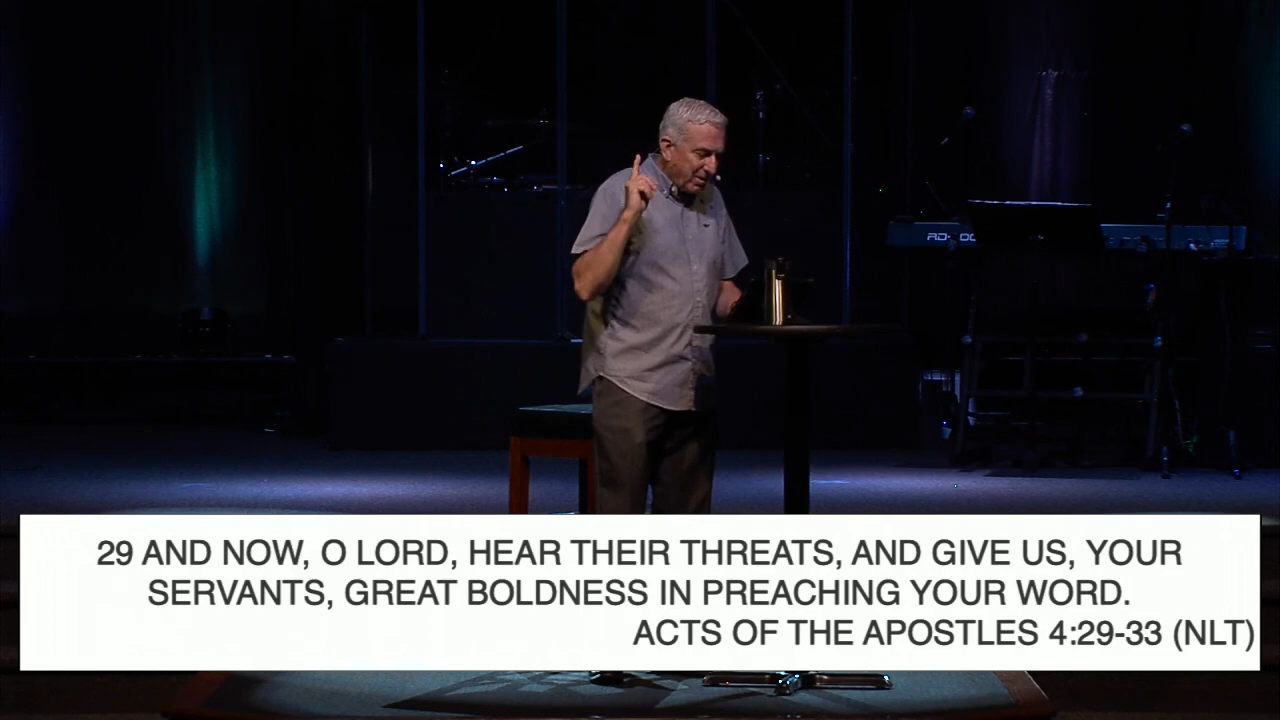 29 AND NOW, O LORD, HEAR THEIR THREATS, AND GIVE US, YOUR
SERVANTS, GREAT BOLDNESS IN PREACHING YOUR WORD.
ACTS OF THE APOSTLES 4:29-33 (NLT)